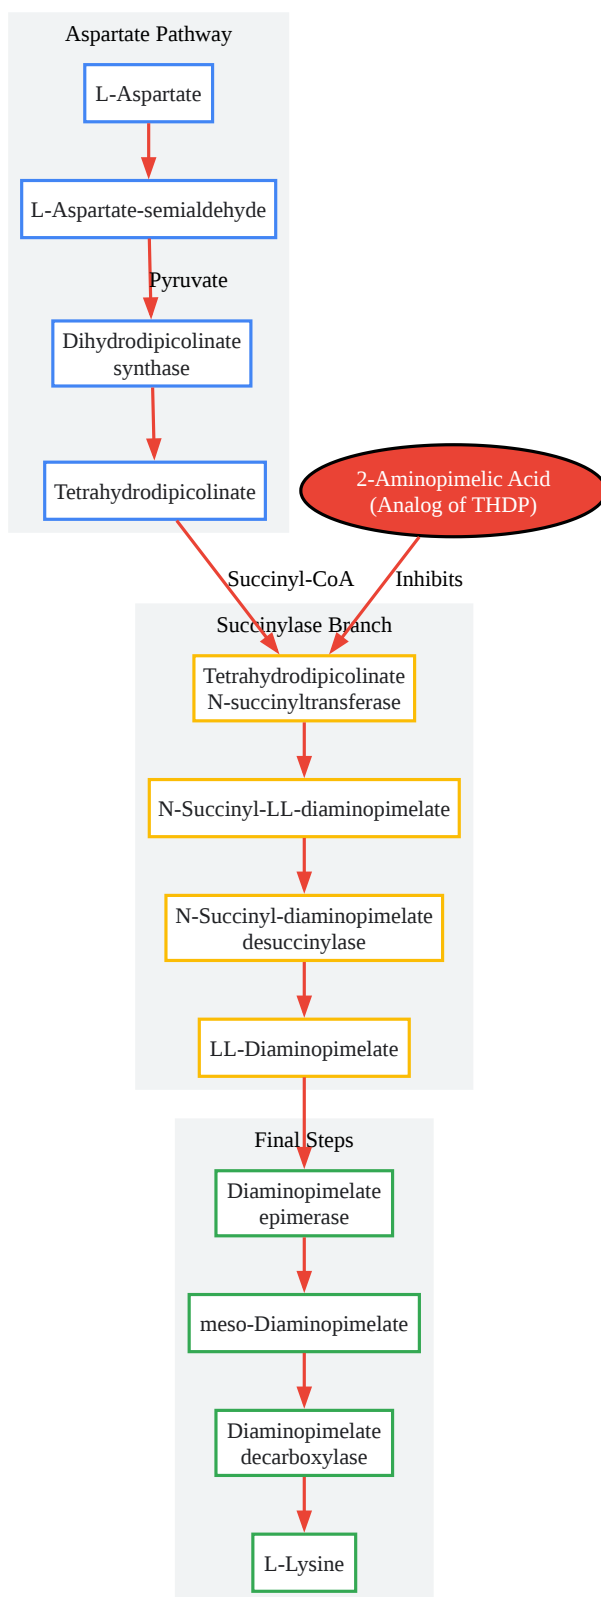 Aspartate Pathway
L-Aspartate
L-Aspartate-semialdehyde
Pyruvate
Dihydrodipicolinate
synthase
Tetrahydrodipicolinate
2-Aminopimelic Acid
(Analog of THDP)
Succinyl-CoA
Inhibits
Succinylase Branch
Tetrahydrodipicolinate
N-succinyltransferase
N-Succinyl-LL-diaminopimelate
N-Succinyl-diaminopimelate
desuccinylase
LL-Diaminopimelate
Final Steps
Diaminopimelate
epimerase
meso-Diaminopimelate
Diaminopimelate
decarboxylase
L-Lysine